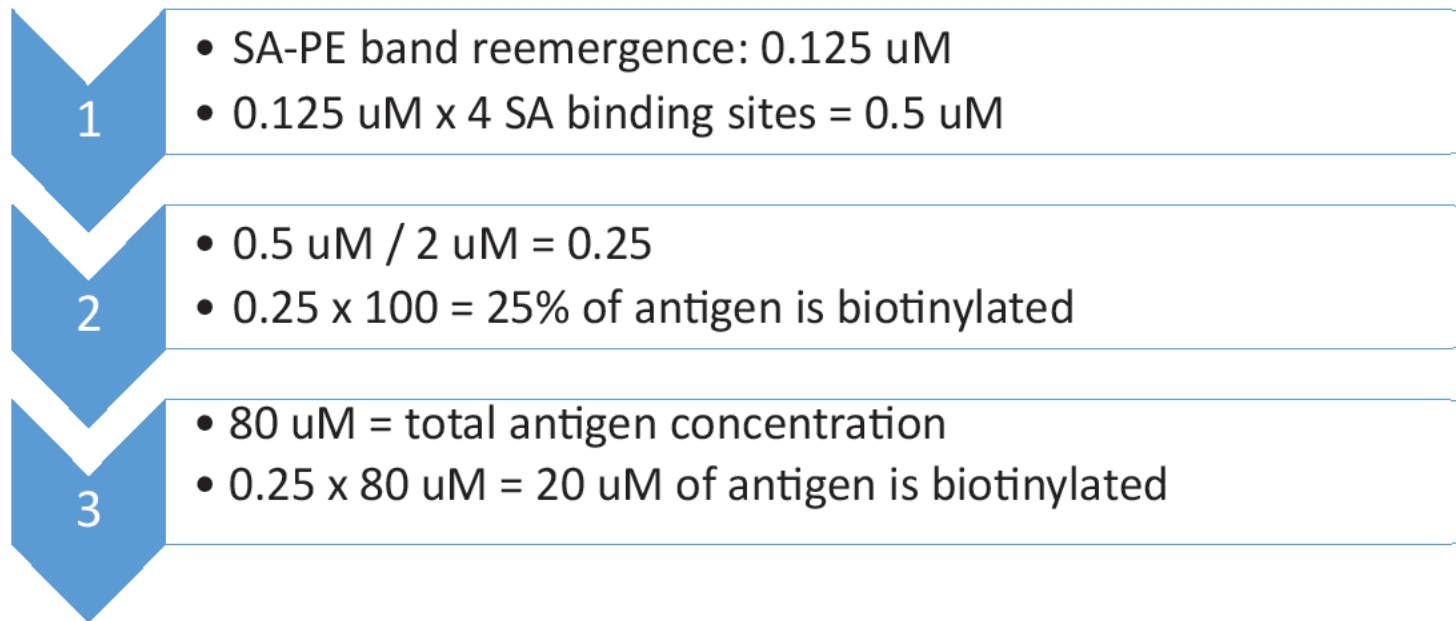 1
• SA-PE band reemergence: 0.125 uM
• 0.125 uM x 4 SA binding sites = 0.5 uM
2
• 0.5 uM / 2 uM = 0.25
• 0.25 x 100 = 25% of antigen is biotinylated
3
• 80 uM = total antigen concentration
• 0.25 x 80 uM = 20 uM of antigen is biotinylated